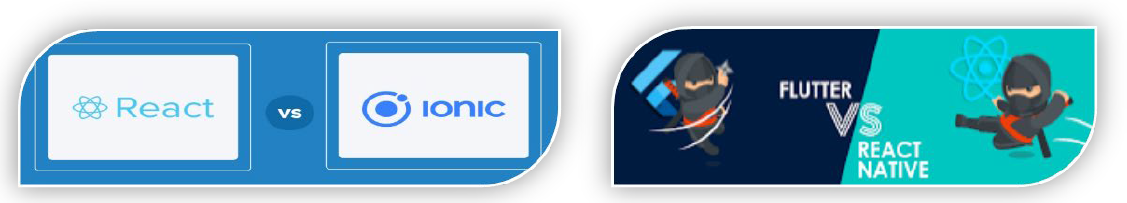 React
vs
IONIC
FLUTTER
VS
REACT
NATIVE